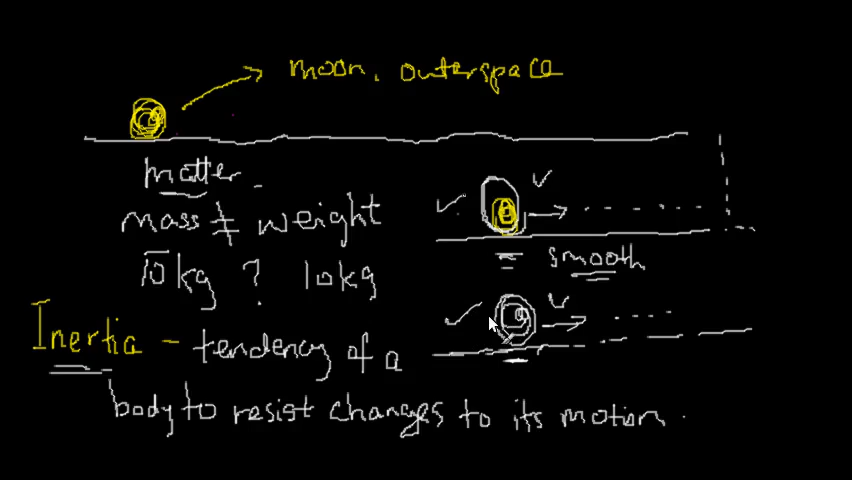 moon, outerspace
matter.
mass ≠ weight
V
10kg ? 10kg
smooth
V
Inertia - tendency of a
body to resist changes to its motion.